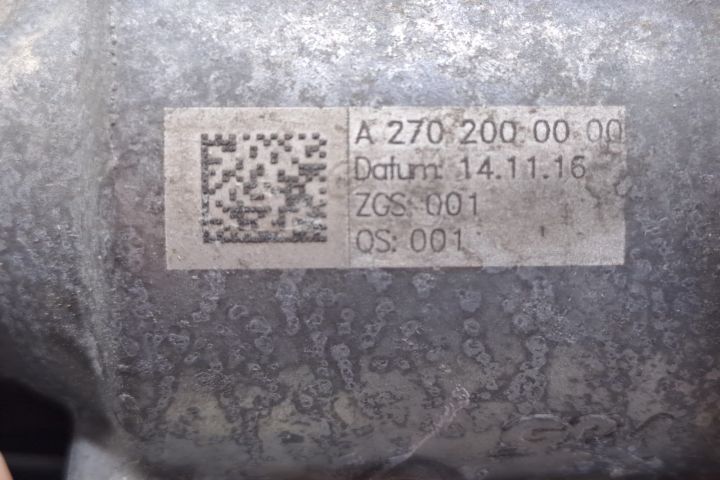 A 270 200 00 00
Datum: 14.11.16
ZGS: 001
QS: 001